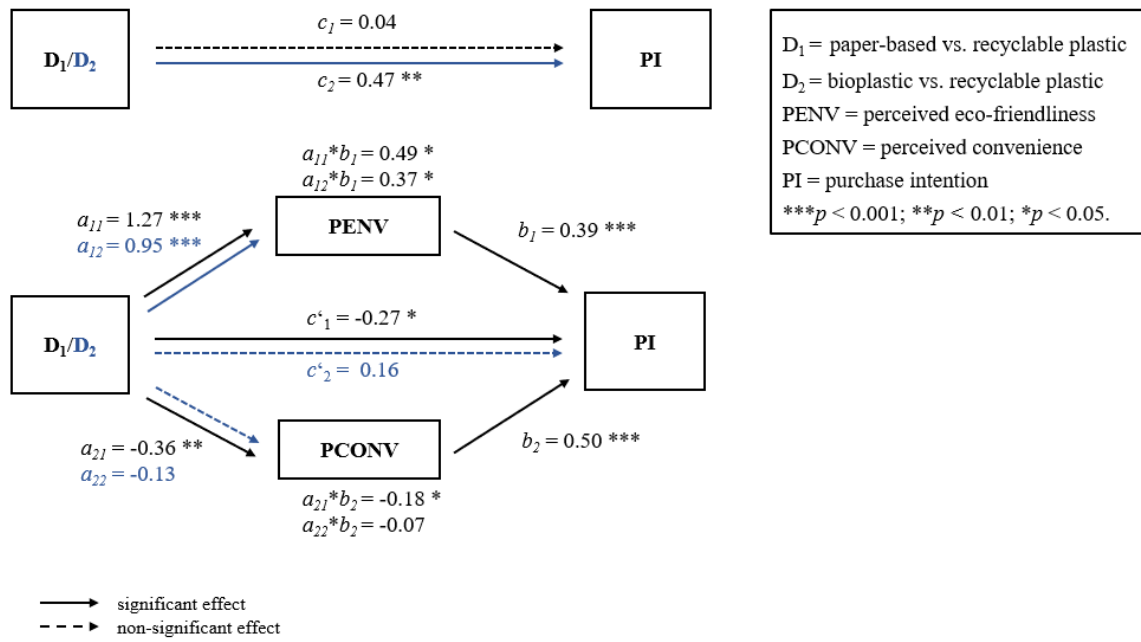 c₁ = 0.04
D₁/D₂
PI
c₂ = 0.47 **
D₁ = paper-based vs. recyclable plastic
D₂ = bioplastic vs. recyclable plastic
PENV = perceived eco-friendliness
PCONV = perceived convenience
PI = purchase intention
***p < 0.001; **p < 0.01; *p < 0.05.
a₁₁*b₁ = 0.49 *
a₁₂*b₁ = 0.37 *
a₁₁ = 1.27 ***
a₁₂ = 0.95 ***
PENV
b₁ = 0.39 ***
c‘₁ = -0.27 *
D₁/D₂
PI
c‘₂ = 0.16
a₂₁ = -0.36 **
a₂₂ = -0.13
PCONV
b₂ = 0.50 ***
a₂₁*b₂ = -0.18 *
a₂₂*b₂ = -0.07
significant effect
non-significant effect